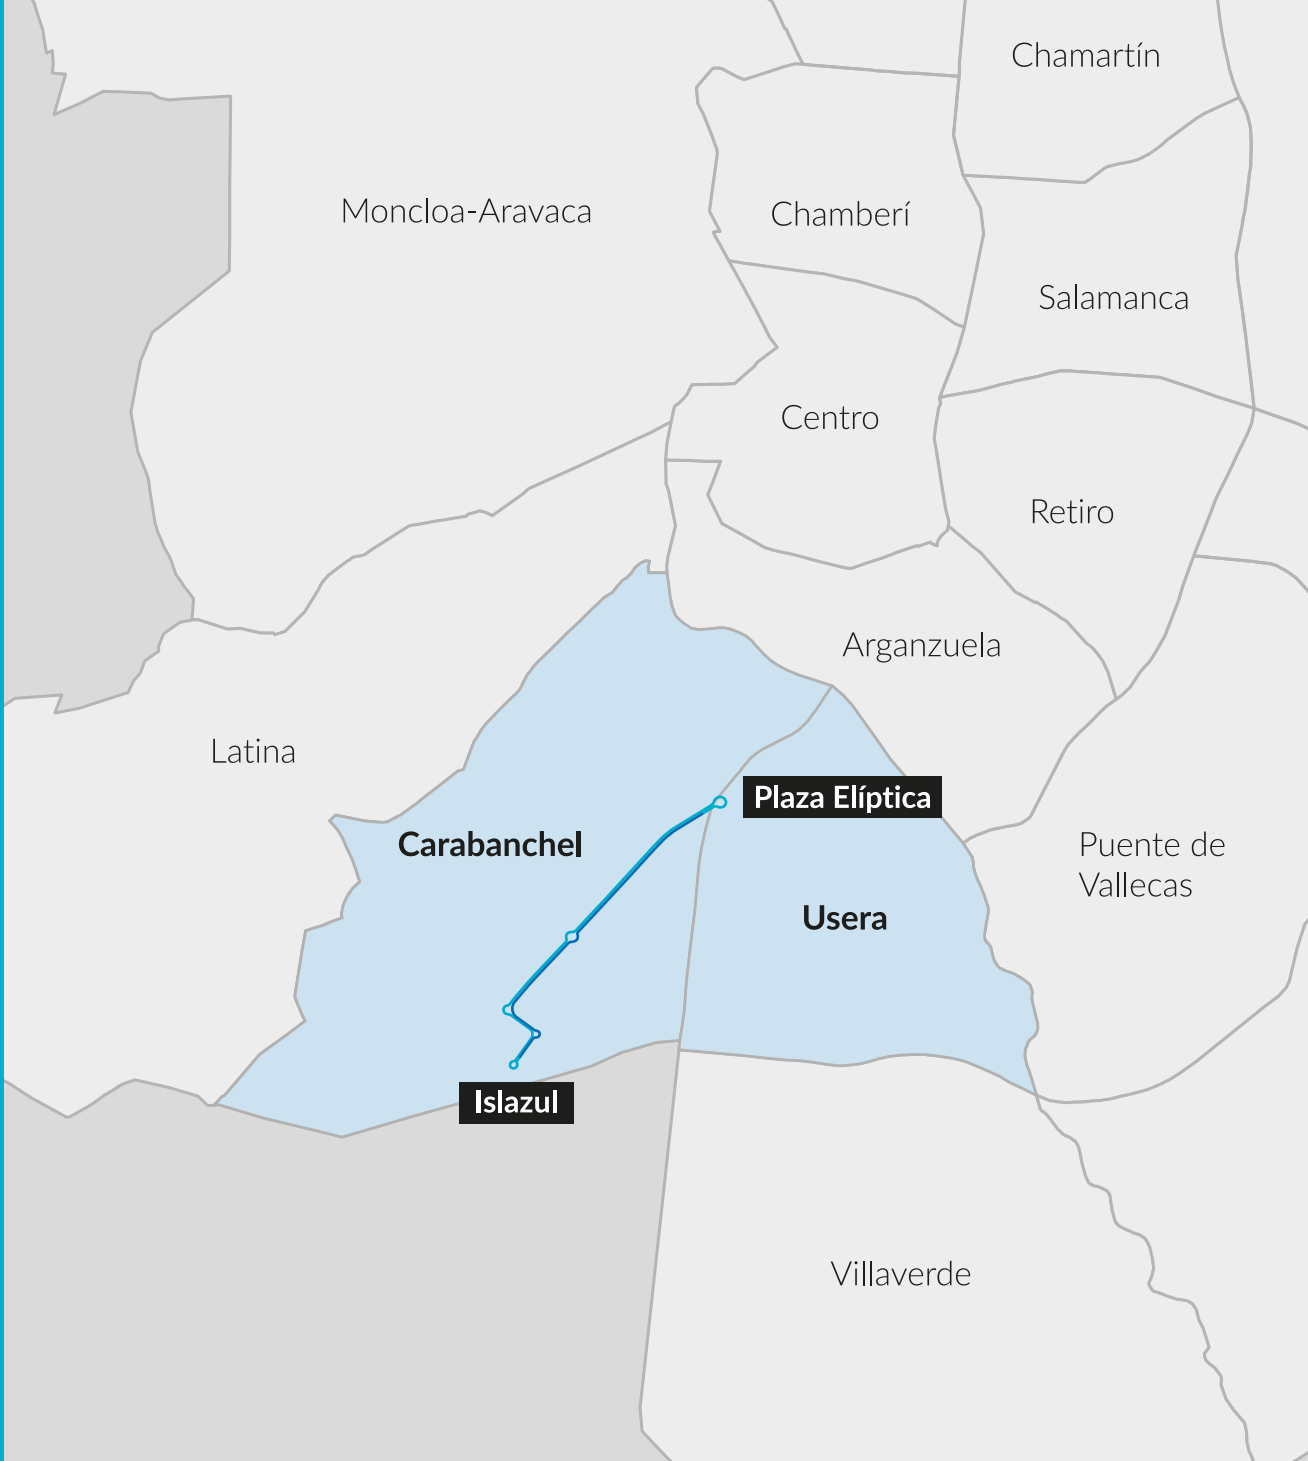 Chamartín
Moncloa-Aravaca
Chamberí
Salamanca
Centro
Retiro
Arganzuela
Latina
Plaza Elíptica
Carabanchel
Puente de
Vallecas
Usera
Islazul
Villaverde